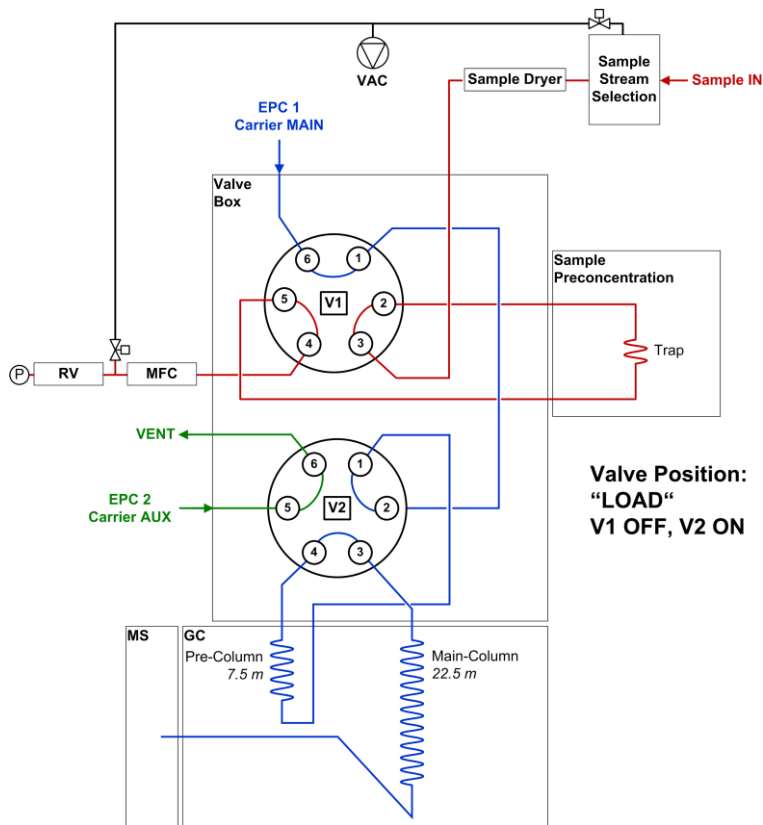 VAC
Sample Dryer
Sample
Stream
Selection
Sample IN
EPC 1
Carrier MAIN
Valve
Box
6
1
5
V1
2
4
3
Sample
Preconcentration
Trap
P
RV
MFC
VENT
EPC 2
Carrier AUX
6
1
5
V2
2
4
3
Valve Position:
“LOAD“
V1 OFF, V2 ON
MS
GC
Pre-Column
7.5 m
Main-Column
22.5 m